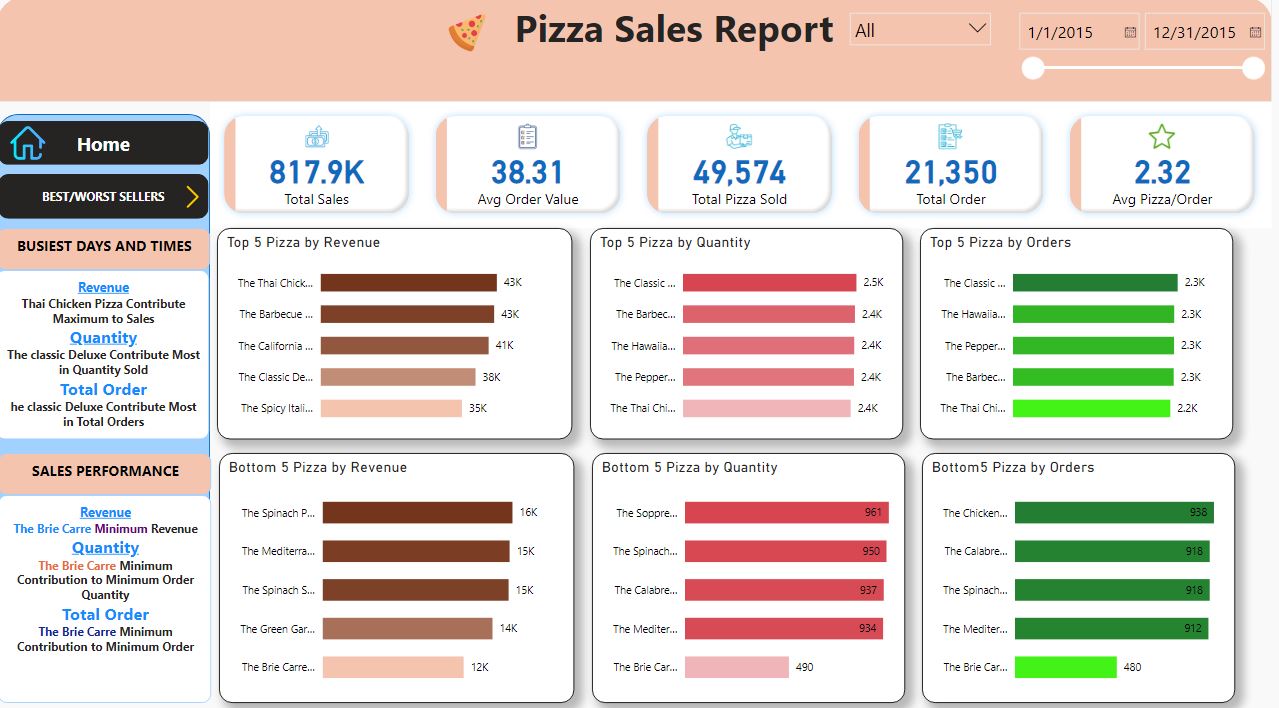 Pizza Sales Report
All
1/1/2015
12/31/2015
Home
BEST/WORST SELLERS
817.9K
Total Sales
38.31
Avg Order Value
49,574
Total Pizza Sold
21,350
Total Order
2.32
Avg Pizza/Order
BUSIEST DAYS AND TIMES
Revenue
Thai Chicken Pizza Contribute
Maximum to Sales
Quantity
The classic Deluxe Contribute Most
in Quantity Sold
Total Order
he classic Deluxe Contribute Most
in Total Orders
SALES PERFORMANCE
Revenue
The Brie Carre Minimum Revenue
Quantity
The Brie Carre Minimum
Contribution to Minimum Order
Quantity
Total Order
The Brie Carre Minimum
Contribution to Minimum Order
Top 5 Pizza by Revenue
The Thai Chick... 43K
The Barbecue ... 43K
The California ... 41K
The Classic De... 38K
The Spicy Itali... 35K
Top 5 Pizza by Quantity
The Classic ... 2.5K
The Barbec... 2.4K
The Hawaiia... 2.4K
The Pepper... 2.4K
The Thai Chi... 2.4K
Top 5 Pizza by Orders
The Classic ... 2.3K
The Hawaiia... 2.3K
The Pepper... 2.3K
The Barbec... 2.3K
The Thai Chi... 2.2K
Bottom 5 Pizza by Revenue
The Spinach P... 16K
The Mediterra... 15K
The Spinach S... 15K
The Green Gar... 14K
The Brie Carre... 12K
Bottom 5 Pizza by Quantity
The Soppre... 961
The Spinach... 950
The Calabre... 937
The Mediter... 934
The Brie Car... 490
Bottom5 Pizza by Orders
The Chicken... 938
The Calabre... 918
The Spinach... 918
The Mediter... 912
The Brie Car... 480